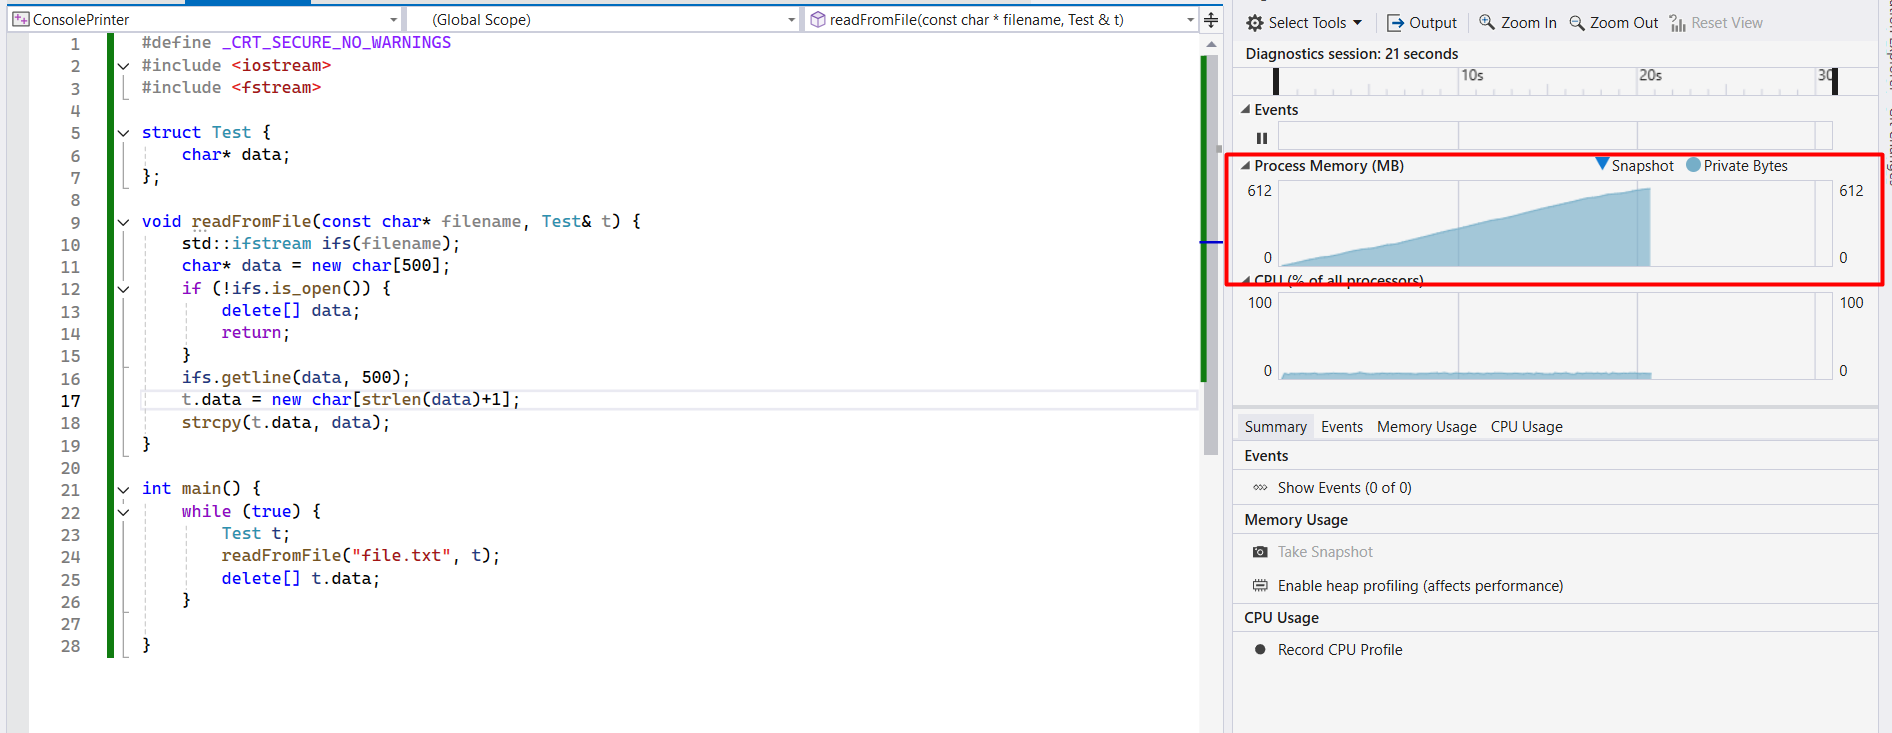 ConsolePrinter (Global Scope) readFromFile(const char * filename, Test & t)
1 #define _CRT_SECURE_NO_WARNINGS
2 #include <iostream>
3 #include <fstream>
4
5 struct Test {
6 char* data;
7 };
8
9 void readFromFile(const char* filename, Test& t) {
10 std::ifstream ifs(filename);
11 char* data = new char[500];
12 if (!ifs.is_open()) {
13 delete[] data;
14 return;
15 }
16 ifs.getline(data, 500);
17 t.data = new char[strlen(data)+1];
18 strcpy(t.data, data);
19 }
20
21 int main() {
22 while (true) {
23 Test t;
24 readFromFile("file.txt", t);
25 delete[] t.data;
26 }
27
28 }
Select Tools Output Zoom In Zoom Out Reset View
Diagnostics session: 21 seconds
10s 20s 30
Events
Process Memory (MB) Snapshot Private Bytes
612 612
0 0
CPU (% of all processors)
100 100
0 0
Summary Events Memory Usage CPU Usage
Events
Show Events (0 of 0)
Memory Usage
Take Snapshot
Enable heap profiling (affects performance)
CPU Usage
Record CPU Profile